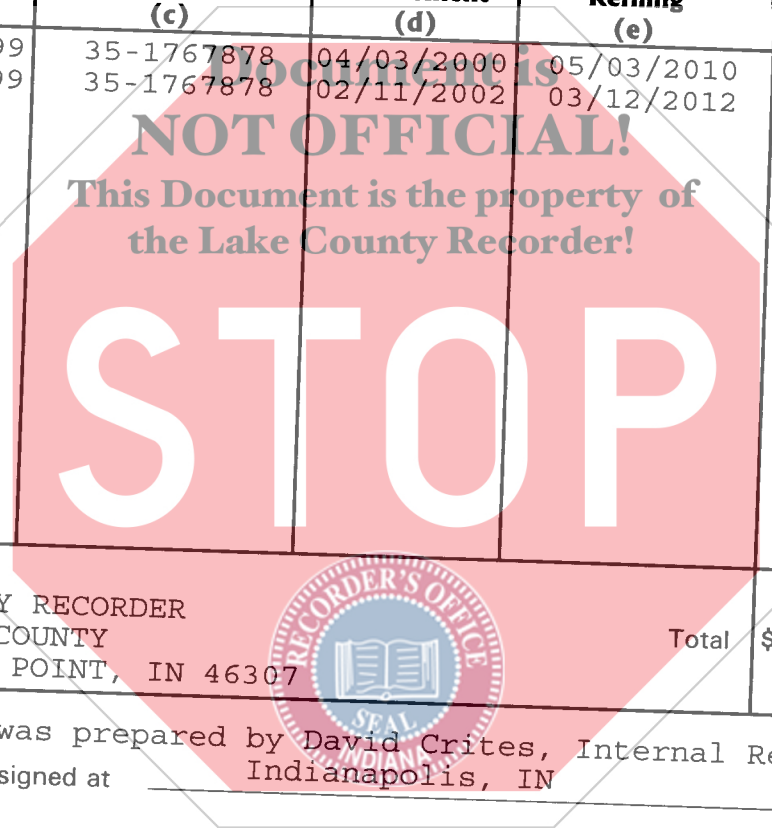 Refiling
(c) (d) (e)
99 35-1767878 04/03/2000 05/03/2010
99 35-1767878 02/11/2002 03/12/2012
Document is
NOT OFFICIAL!
This Document is the property of
the Lake County Recorder!
STOP
Y RECORDER
COUNTY
POINT, IN 46307
Total $
RECORDER'S OFFICE
SEAL
INDIANA
was prepared by David Crites, Internal Re
signed at Indianapolis, IN